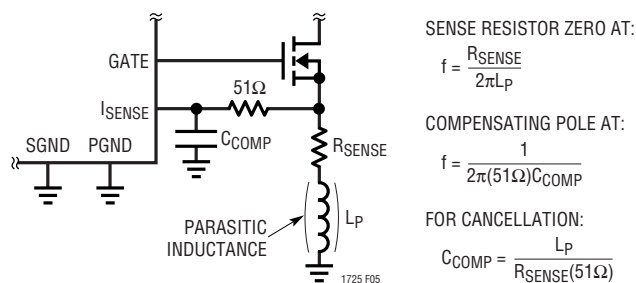 GATE
51Ω
ISENSE
CCOMP
SGND PGND
RSENSE
PARASITIC
INDUCTANCE
LP
1725 F05
SENSE RESISTOR ZERO AT:
f = RSENSE / 2πLP
COMPENSATING POLE AT:
f = 1 / 2π(51Ω)CCOMP
FOR CANCELLATION:
CCOMP = LP / RSENSE(51Ω)